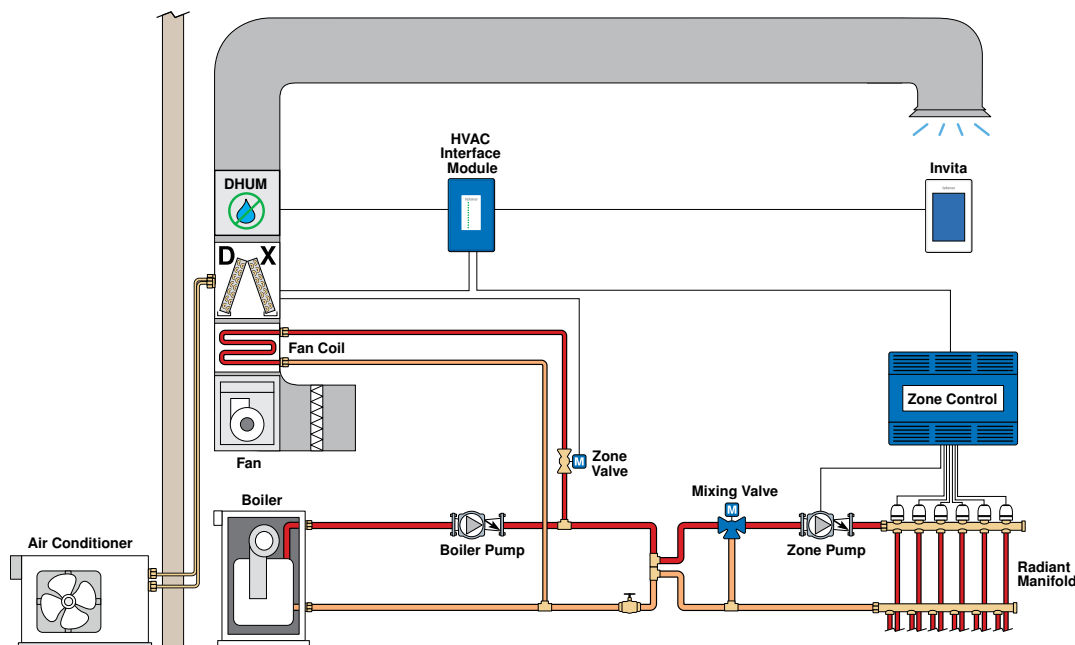 HVAC
Interface
Module
Invita
DHUM
D X
Fan Coil
Zone Control
Fan
Zone
Valve
M
Mixing Valve
M
Boiler
Boiler Pump
Zone Pump
Air Conditioner
Radiant
Manifold